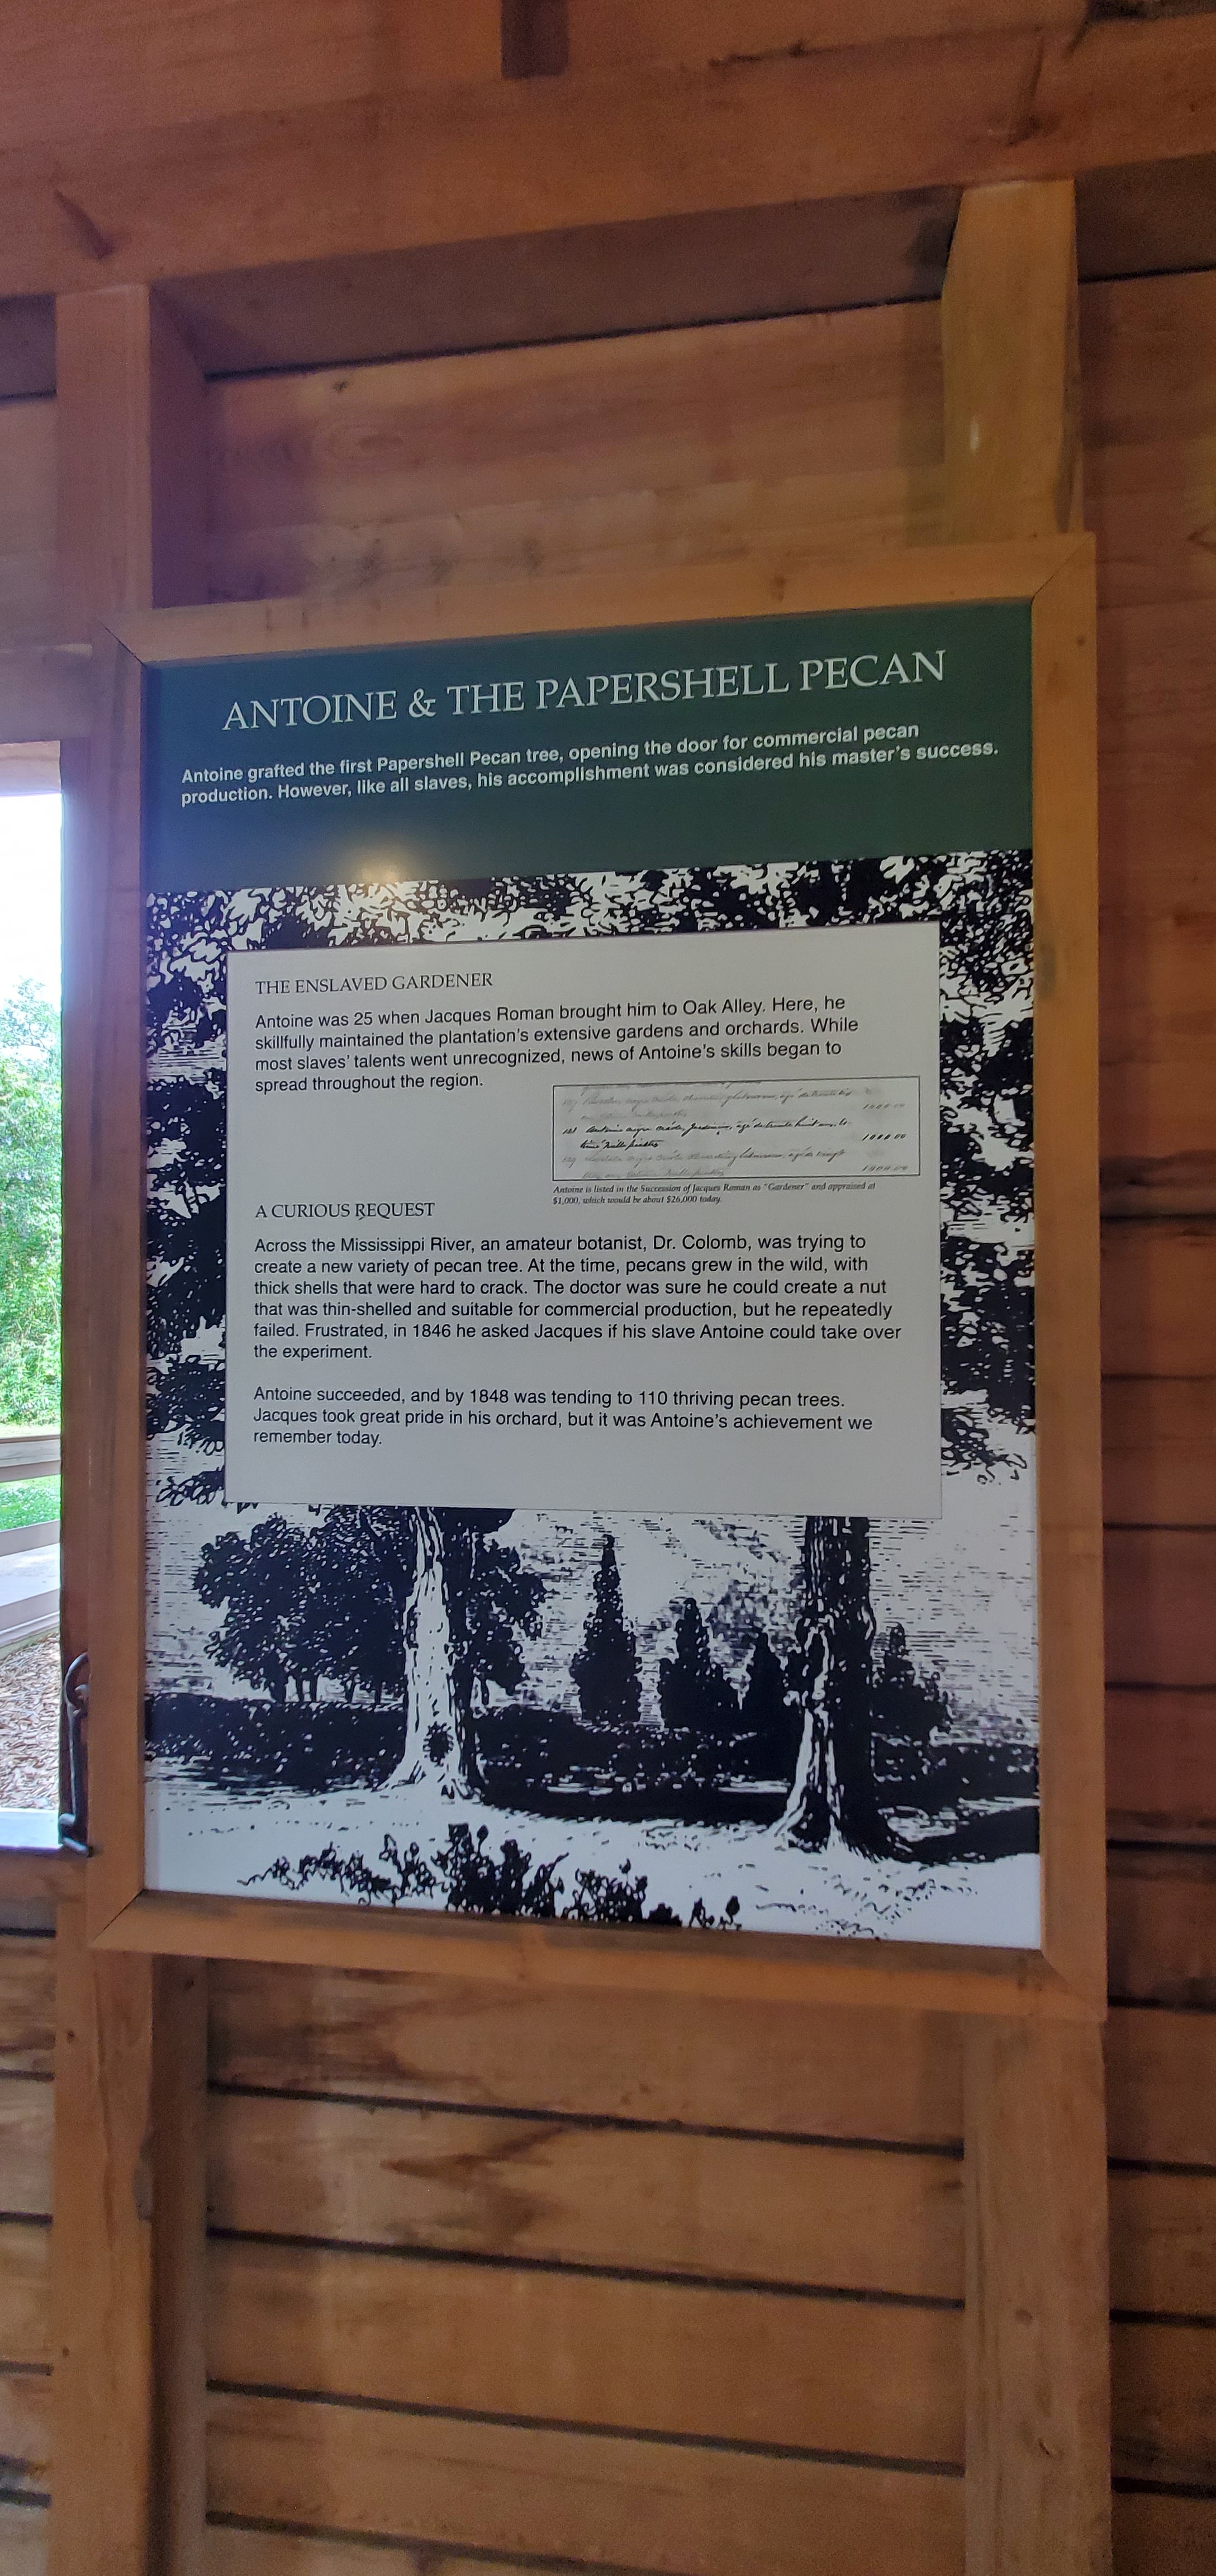 ANTOINE & THE PAPERSHELL PECAN
Antoine grafted the first Papershell Pecan tree, opening the door for commercial pecan
production. However, like all slaves, his accomplishment was considered his master's success.
THE ENSLAVED GARDENER
Antoine was 25 when Jacques Roman brought him to Oak Alley. Here, he
skillfully maintained the plantation's extensive gardens and orchards. While
most slaves' talents went unrecognized, news of Antoine's skills began to
spread throughout the region.
1000.00
Antoine is listed in the Succession of Jacques Roman as "Gardener" and appraised at
$1,000, which would be about $26,000 today.
A CURIOUS REQUEST
Across the Mississippi River, an amateur botanist, Dr. Colomb, was trying to
create a new variety of pecan tree. At the time, pecans grew in the wild, with
thick shells that were hard to crack. The doctor was sure he could create a nut
that was thin-shelled and suitable for commercial production, but he repeatedly
failed. Frustrated, in 1846 he asked Jacques if his slave Antoine could take over
the experiment.
Antoine succeeded, and by 1848 was tending to 110 thriving pecan trees.
Jacques took great pride in his orchard, but it was Antoine's achievement we
remember today.